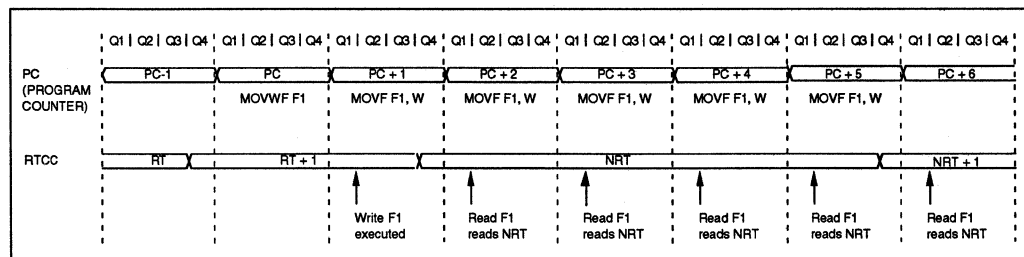 Q1 | Q2 | Q3 | Q4 Q1 | Q2 | Q3 | Q4 Q1 | Q2 | Q3 | Q4 Q1 | Q2 | Q3 | Q4 Q1 | Q2 | Q3 | Q4 Q1 | Q2 | Q3 | Q4 Q1 | Q2 | Q3 | Q4 Q1 | Q2 | Q3 | Q4
PC PC-1 PC PC + 1 PC + 2 PC + 3 PC + 4 PC + 5 PC + 6
(PROGRAM
COUNTER)
MOVWF F1 MOVF F1, W MOVF F1, W MOVF F1, W MOVF F1, W MOVF F1, W
RTCC RT RT + 1 NRT NRT + 1
Write F1 Read F1 Read F1 Read F1 Read F1 Read F1
executed reads NRT reads NRT reads NRT reads NRT reads NRT